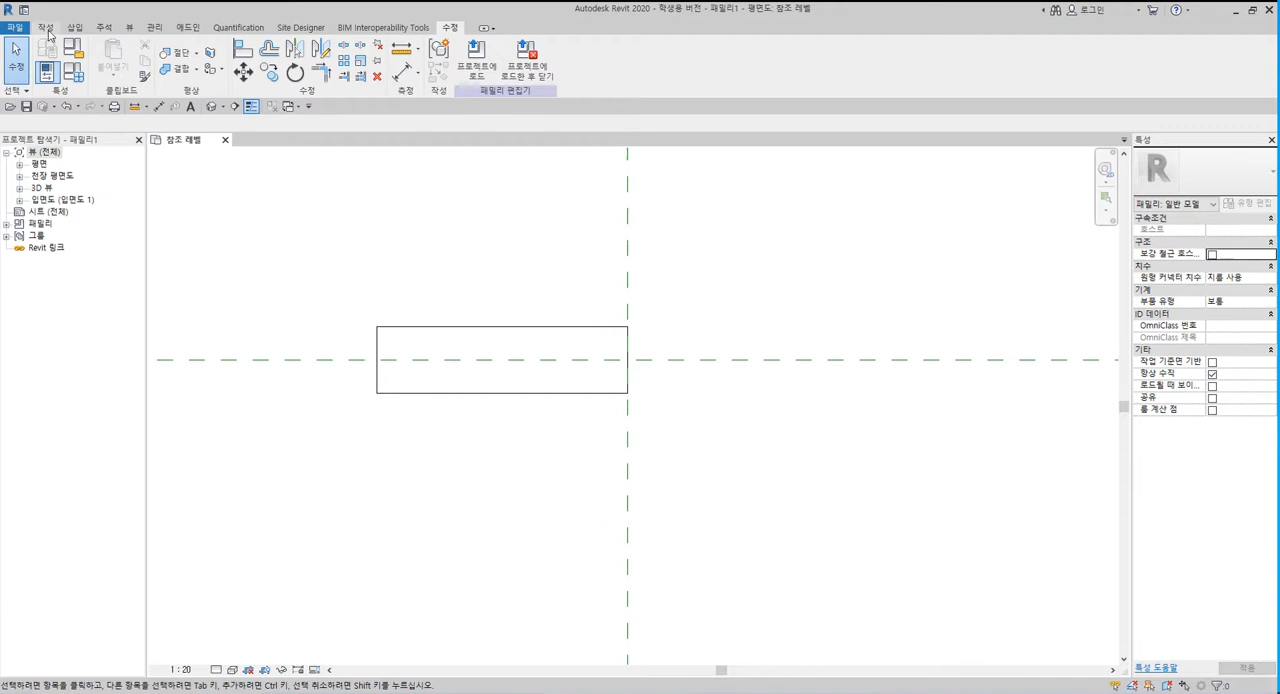 Autodesk Revit 2020 - 학생용 버전 - 패밀리1 - 평면도: 참조 레벨
로그인
파일 작성 삽입 주석 뷰 관리 애드인 Quantification Site Designer BIM Interoperability Tools 수정
수정
붙여넣기
절단
결합
프로젝트에
로드
프로젝트에
로드한 후 닫기
선택 특성 클립보드 형상 수정 측정 작성 패밀리 편집기
프로젝트 탐색기 - 패밀리1
뷰 (전체)
평면
천장 평면도
3D 뷰
입면도 (입면도 1)
시트 (전체)
패밀리
그룹
Revit 링크
참조 레벨
특성
패밀리: 일반 모델 유형 편집
구속조건
호스트
구조
보강 철근 호스...
치수
원형 커넥터 치수 지름 사용
기계
부품 유형 보통
ID 데이터
OmniClass 번호
OmniClass 제목
기타
작업 기준면 기반
항상 수직
로드될 때 보이...
공유
룸 계산 점
특성 도움말 적용
1 : 20
선택하려면 항목을 클릭하고, 다른 항목을 선택하려면 Tab 키, 추가하려면 Ctrl 키, 선택 취소하려면 Shift 키를 누르십시오.
:0